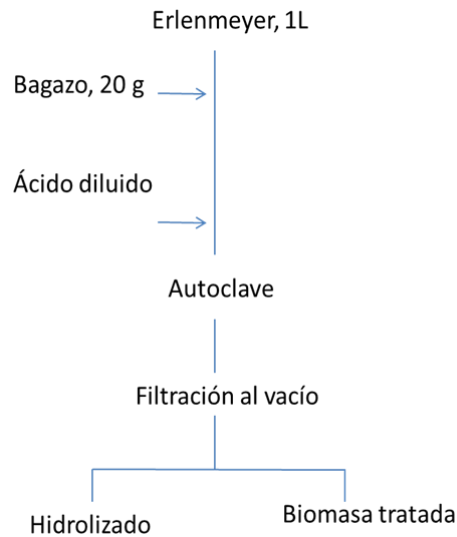 Erlenmeyer, 1L
Bagazo, 20 g
Ácido diluido
Autoclave
Filtración al vacío
Hidrolizado
Biomasa tratada